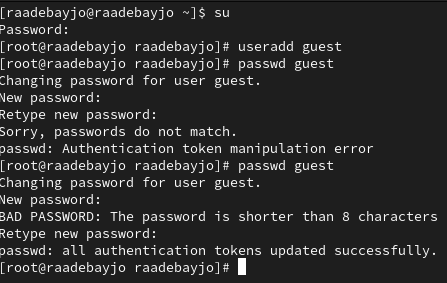 [raadebayjo@raadebayjo ~]$ su
Password:
[root@raadebayjo raadebayjo]# useradd guest
[root@raadebayjo raadebayjo]# passwd guest
Changing password for user guest.
New password:
Retype new password:
Sorry, passwords do not match.
passwd: Authentication token manipulation error
[root@raadebayjo raadebayjo]# passwd guest
Changing password for user guest.
New password:
BAD PASSWORD: The password is shorter than 8 characters
Retype new password:
passwd: all authentication tokens updated successfully.
[root@raadebayjo raadebayjo]#